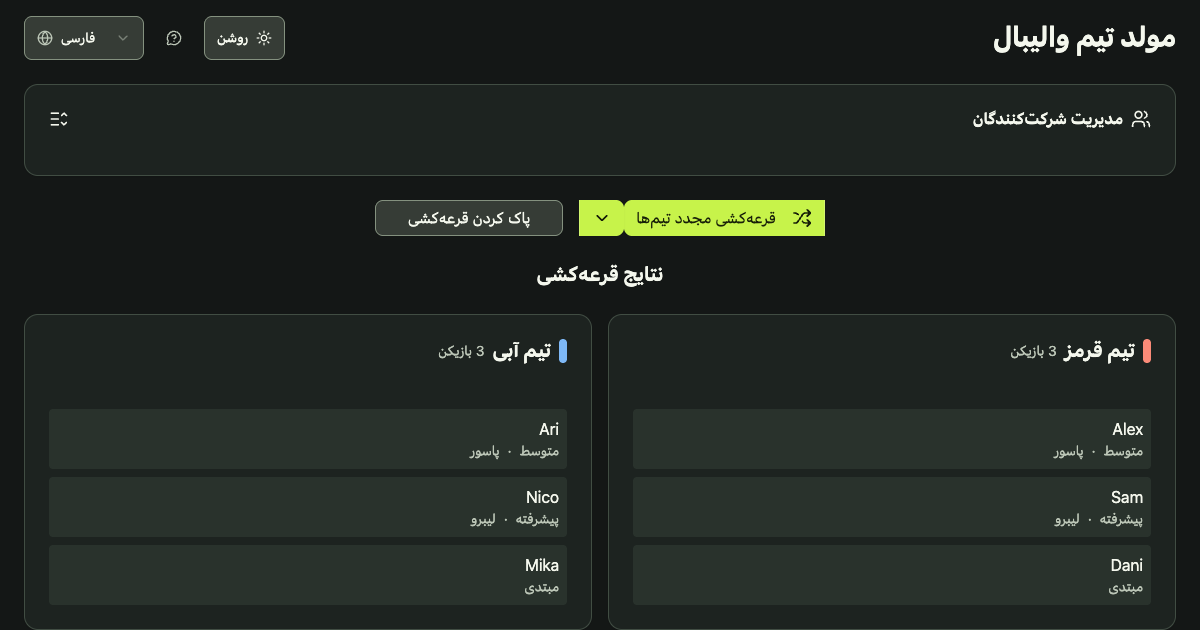 مولد تیم والیبال
روشن
فارسی
مدیریت شرکت‌کنندگان
قرعه‌کشی مجدد تیم‌ها
پاک کردن قرعه‌کشی
نتایج قرعه‌کشی
تیم قرمز 3 بازیکن
Alex
متوسط · پاسور
Sam
پیشرفته · لیبرو
Dani
مبتدی
تیم آبی 3 بازیکن
Ari
متوسط · پاسور
Nico
پیشرفته · لیبرو
Mika
مبتدی